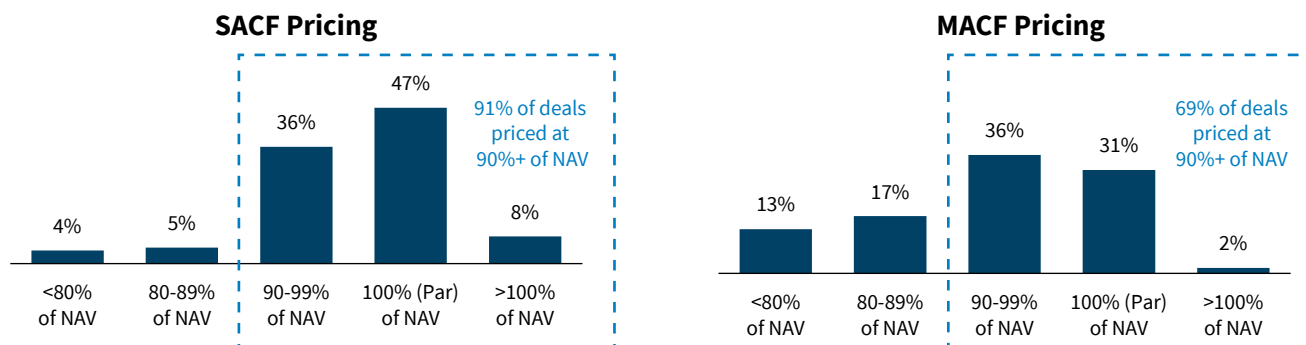 SACF Pricing
4%
5%
36%
47%
8%
91% of deals
priced at
90%+ of NAV
<80%
of NAV
80-89%
of NAV
90-99%
of NAV
100% (Par)
of NAV
>100%
of NAV
MACF Pricing
13%
17%
36%
31%
2%
69% of deals
priced at
90%+ of NAV
<80%
of NAV
80-89%
of NAV
90-99%
of NAV
100% (Par)
of NAV
>100%
of NAV